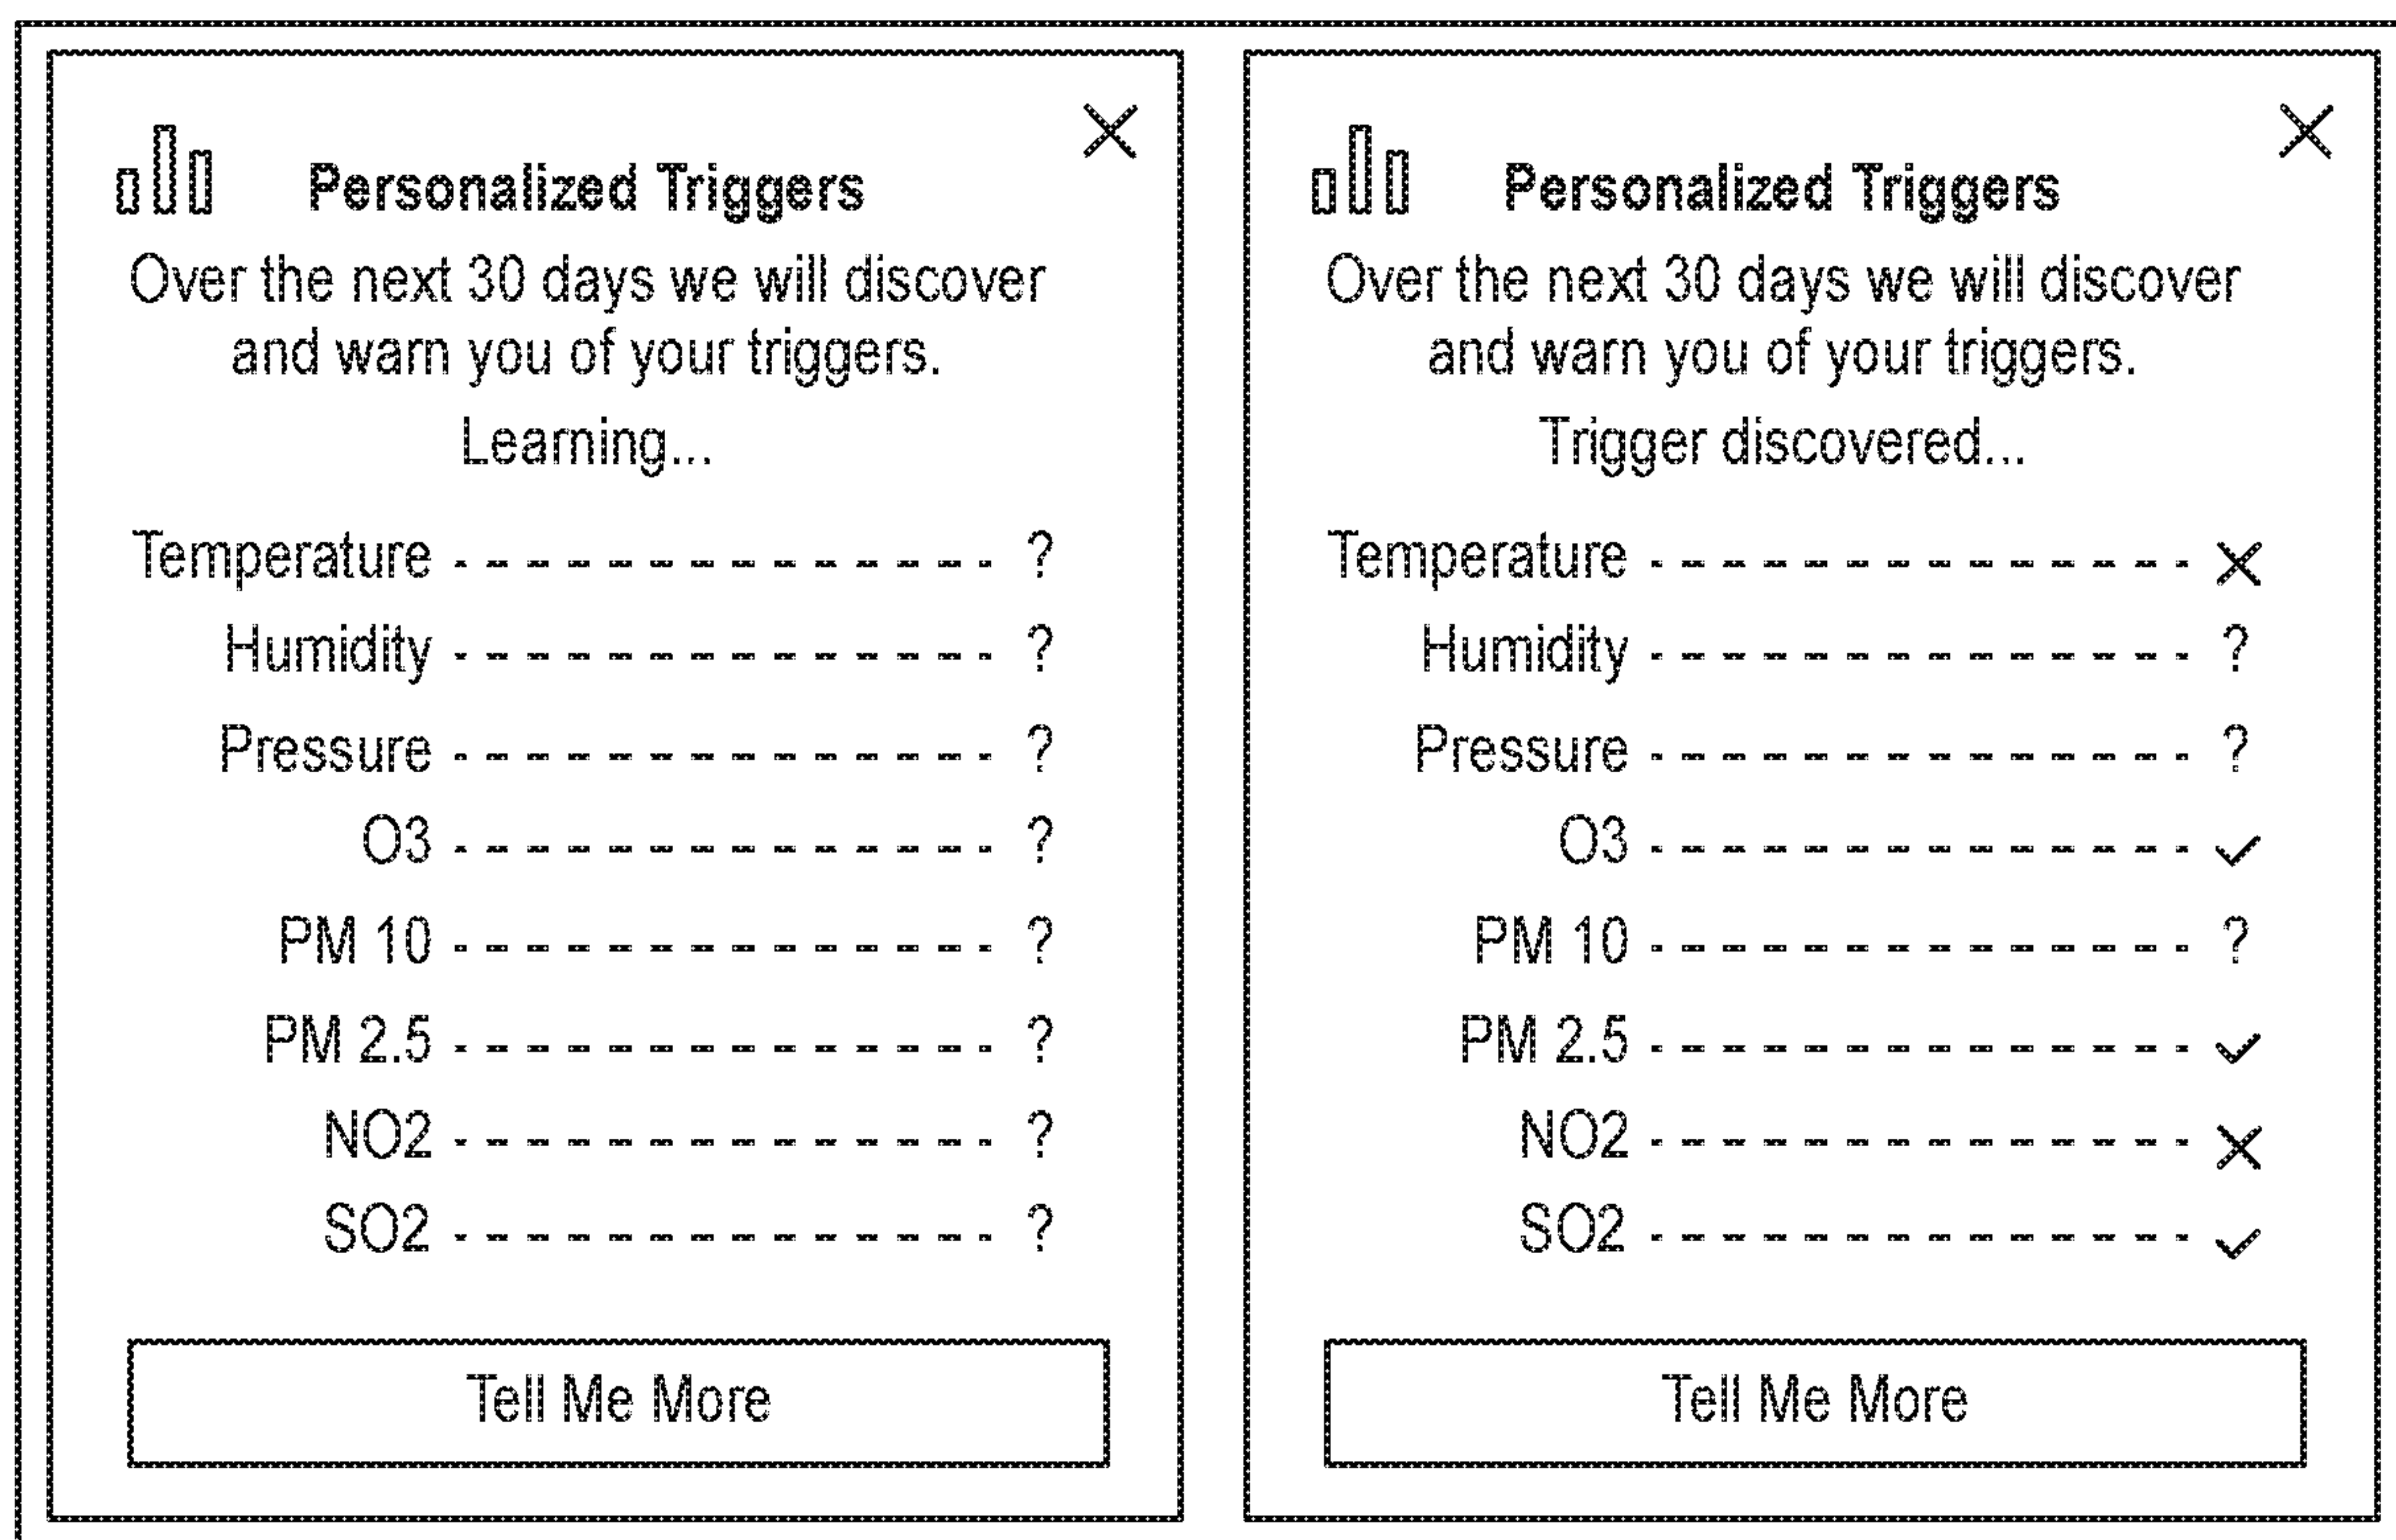 Personalized Triggers
Over the next 30 days we will discover
and warn you of your triggers.
Learning...
Temperature - - - - - - - - - - - - - - ?
Humidity - - - - - - - - - - - - - - ?
Pressure - - - - - - - - - - - - - - ?
O3 - - - - - - - - - - - - - - ?
PM 10 - - - - - - - - - - - - - - ?
PM 2.5 - - - - - - - - - - - - - - ?
NO2 - - - - - - - - - - - - - - ?
SO2 - - - - - - - - - - - - - - ?
Tell Me More
Personalized Triggers
Over the next 30 days we will discover
and warn you of your triggers.
Trigger discovered...
Temperature - - - - - - - - - - - - - - ✕
Humidity - - - - - - - - - - - - - - ?
Pressure - - - - - - - - - - - - - - ?
O3 - - - - - - - - - - - - - - ✓
PM 10 - - - - - - - - - - - - - - ?
PM 2.5 - - - - - - - - - - - - - - ✓
NO2 - - - - - - - - - - - - - - ✕
SO2 - - - - - - - - - - - - - - ✓
Tell Me More